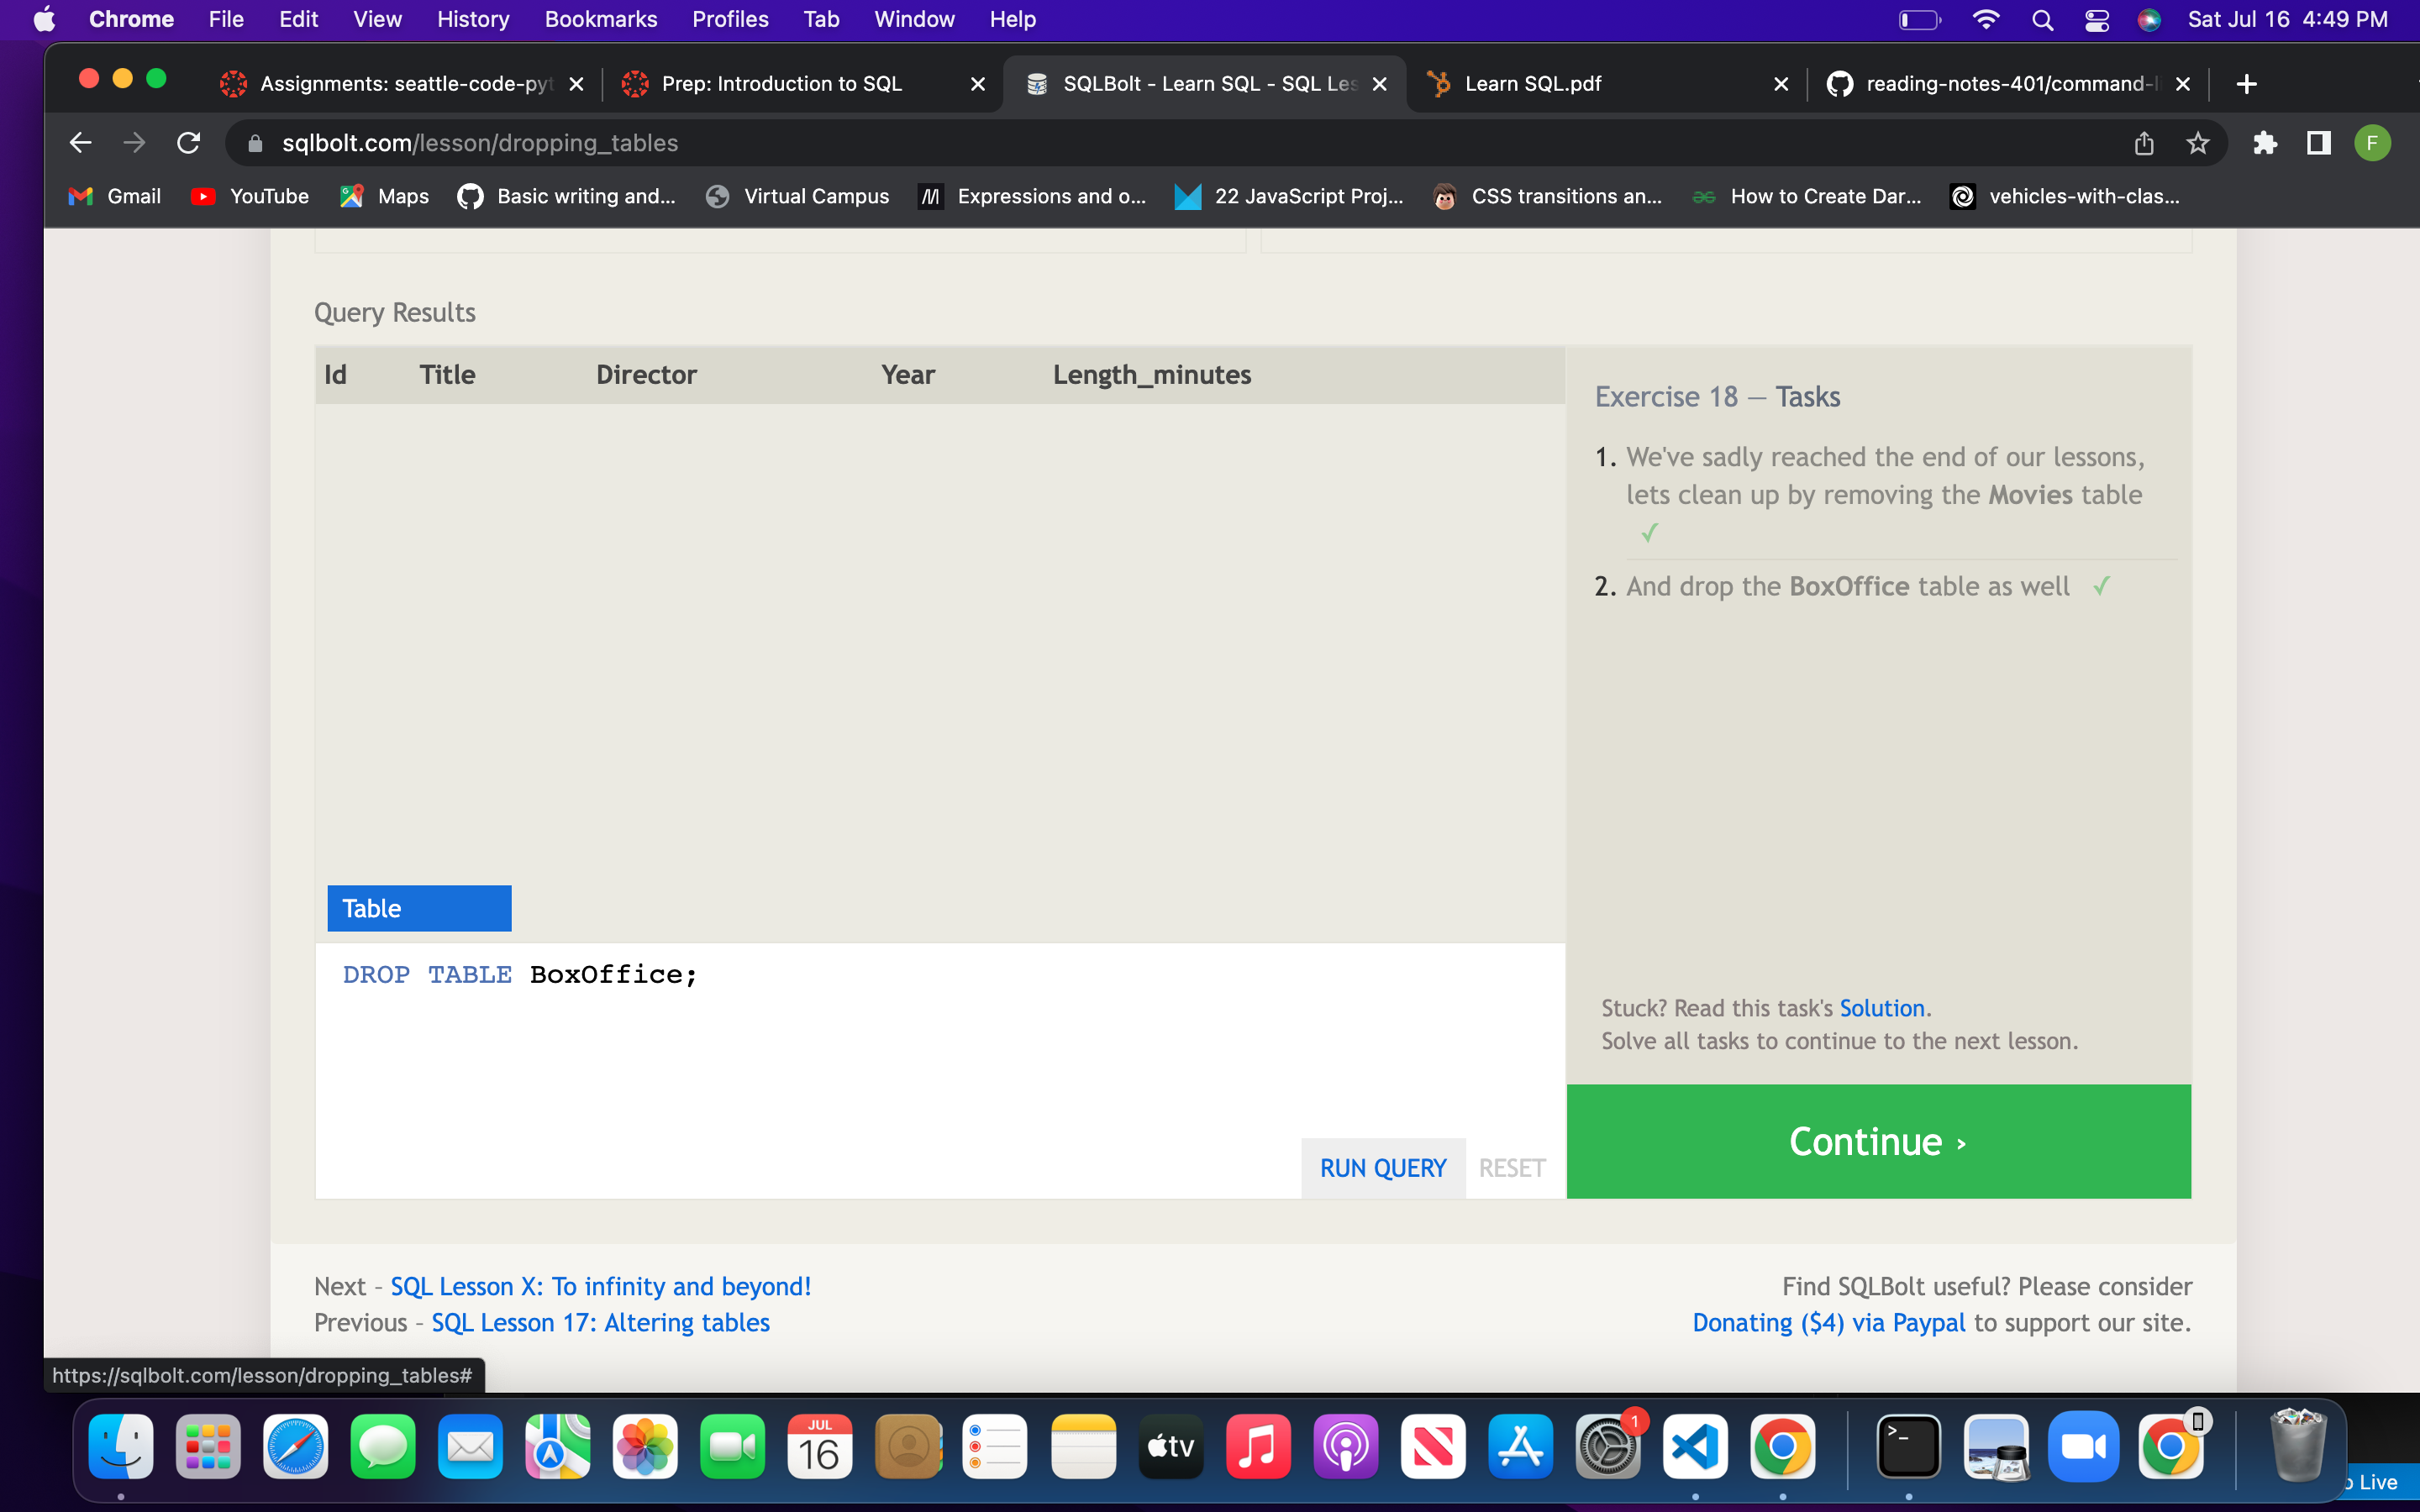 Chrome File Edit View History Bookmarks Profiles Tab Window Help Sat Jul 16 4:49 PM
Assignments: seattle-code-pyt Prep: Introduction to SQL SQLBolt - Learn SQL - SQL Les Learn SQL.pdf reading-notes-401/command-li
sqlbolt.com/lesson/dropping_tables F
Gmail YouTube Maps Basic writing and... Virtual Campus Expressions and o... 22 JavaScript Proj... CSS transitions an... How to Create Dar... vehicles-with-clas...
Query Results
Id Title Director Year Length_minutes
Exercise 18 — Tasks
1. We've sadly reached the end of our lessons,
lets clean up by removing the Movies table
✓
2. And drop the BoxOffice table as well ✓
Table
DROP TABLE BoxOffice;
Stuck? Read this task's Solution.
Solve all tasks to continue to the next lesson.
RUN QUERY RESET
Continue ›
Next – SQL Lesson X: To infinity and beyond!
Previous – SQL Lesson 17: Altering tables
Find SQLBolt useful? Please consider
Donating ($4) via Paypal to support our site.
https://sqlbolt.com/lesson/dropping_tables#
JUL
16
tv
1
>_
Live